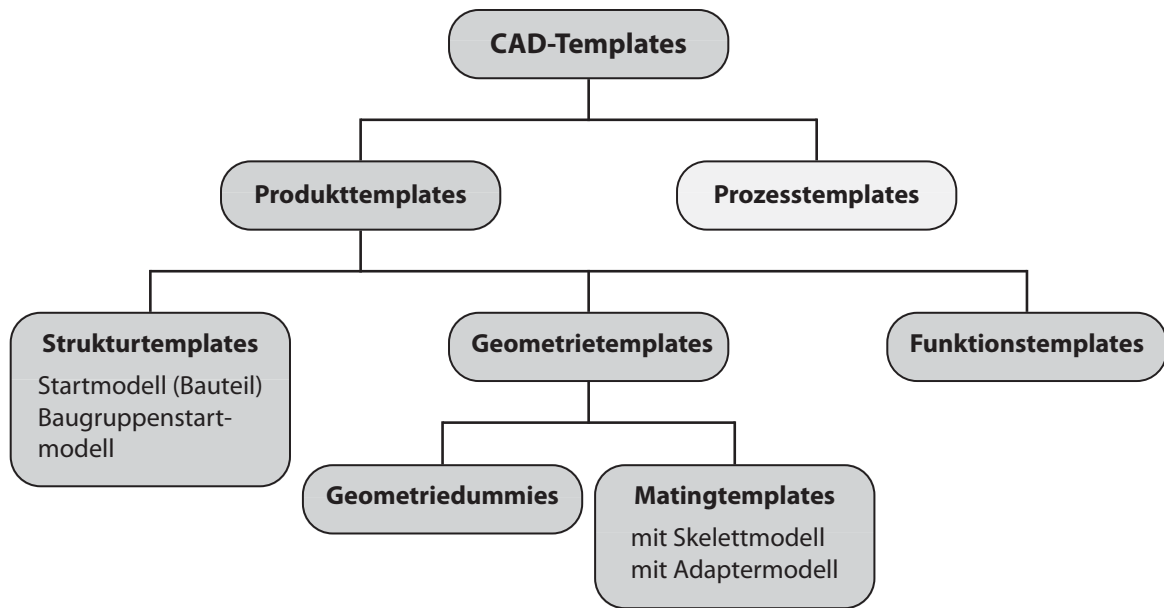 CAD-Templates
Produkttemplates
Prozesstemplates
Strukturtemplates
Startmodell (Bauteil)
Baugruppenstart-
modell
Geometrietemplates
Funktionstemplates
Geometriedummies
Matingtemplates
mit Skelettmodell
mit Adaptermodell